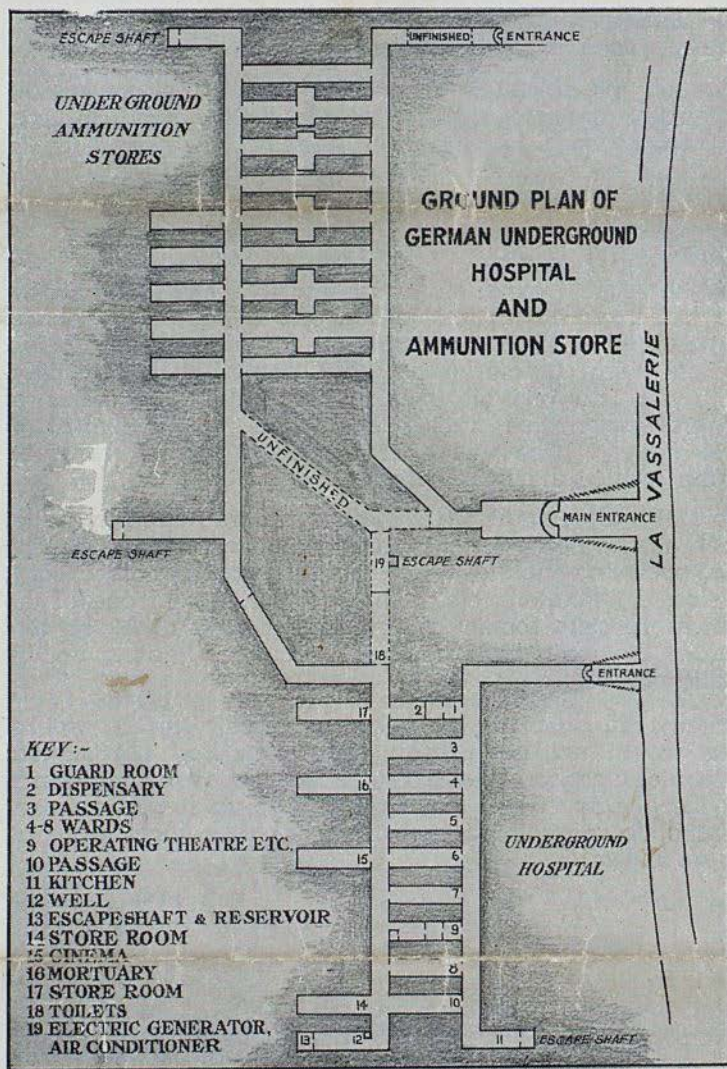 ESCAPE SHAFT
UNFINISHED
ENTRANCE
UNDERGROUND
AMMUNITION
STORES
GROUND PLAN OF
GERMAN UNDERGROUND
HOSPITAL
AND
AMMUNITION STORE
LA VASSALERIE
UNFINISHED
MAIN ENTRANCE
ESCAPE SHAFT
19
ESCAPE SHAFT
18
ENTRANCE
17
2
1
3
16
4
5
15
6
7
9
8
14
10
13
12
11
ESCAPE SHAFT
UNDERGROUND
HOSPITAL
KEY:-
1 GUARD ROOM
2 DISPENSARY
3 PASSAGE
4-8 WARDS
9 OPERATING THEATRE ETC.
10 PASSAGE
11 KITCHEN
12 WELL
13 ESCAPESHAFT & RESERVOIR
14 STORE ROOM
15 CINEMA
16 MORTUARY
17 STORE ROOM
18 TOILETS
19 ELECTRIC GENERATOR,
AIR CONDITIONER